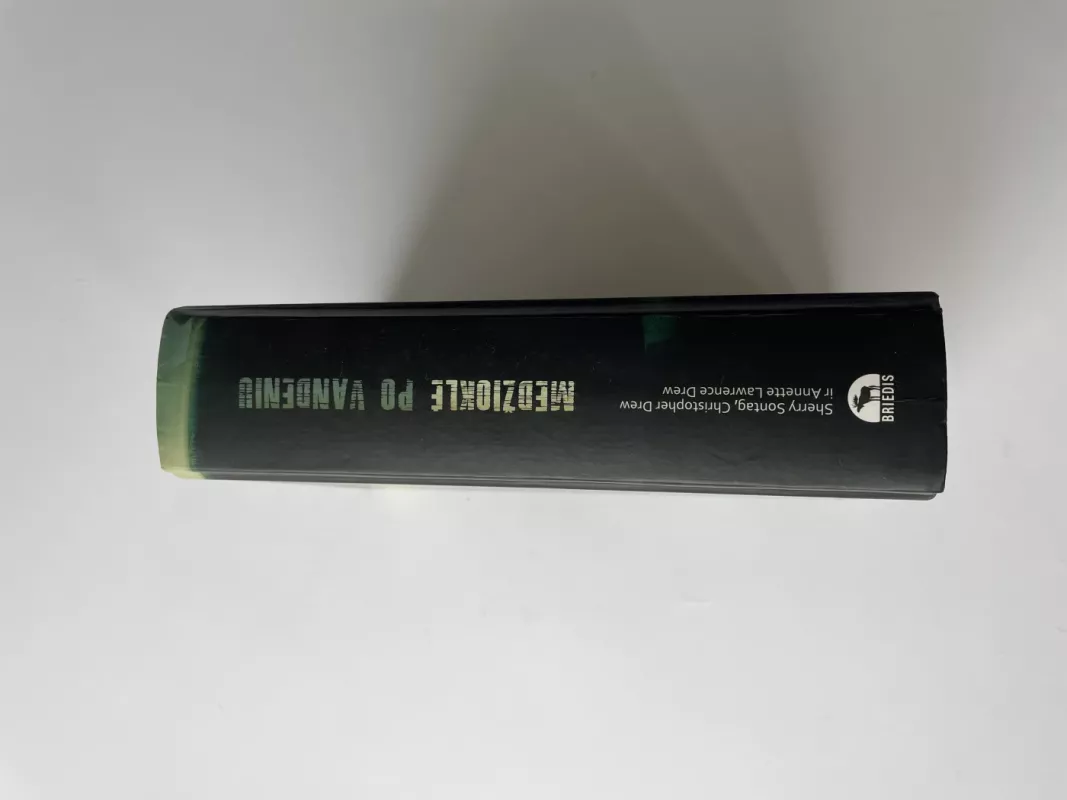 Sherry Sontag, Christopher Drew
ir Annette Lawrence Drew
MEDŽIOKLĖ PO VANDENIU
BRIEDIS